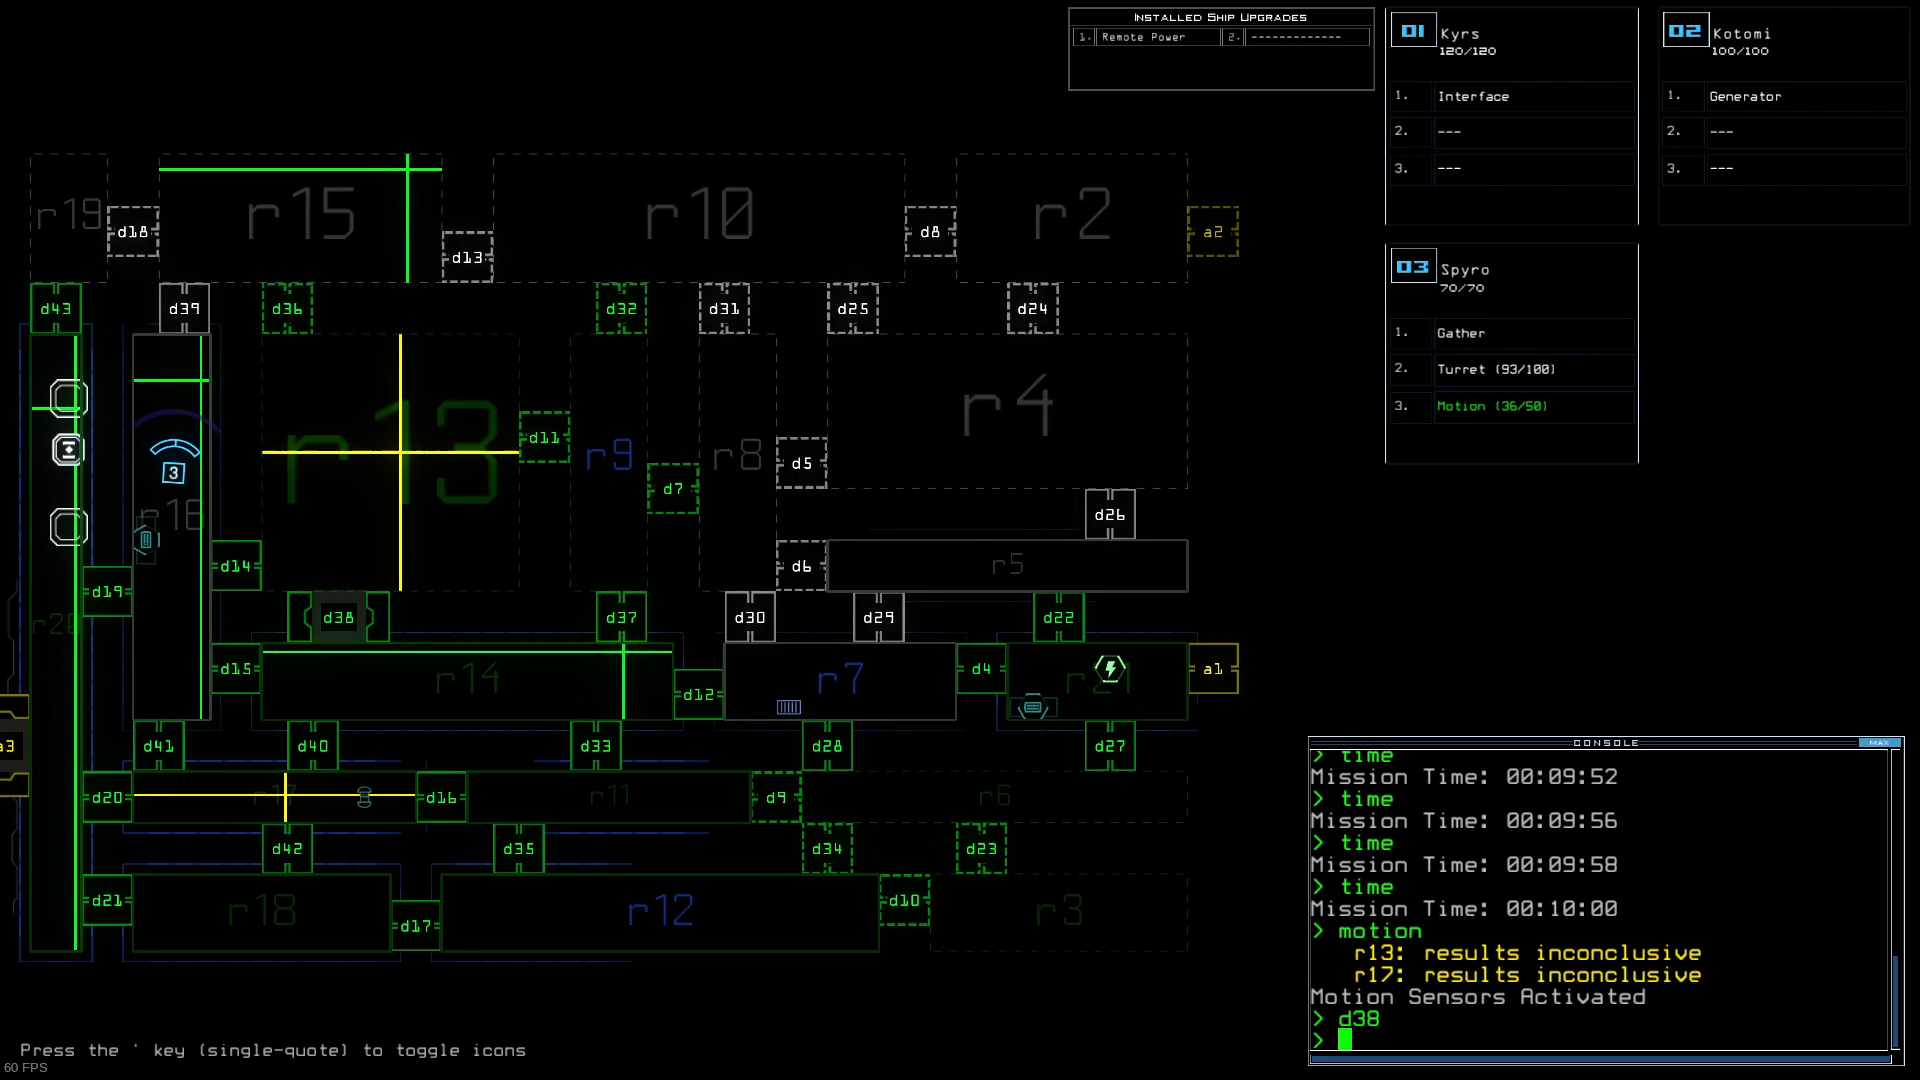 INSTALLED SHIP UPGRADES
1. Remote Power 2. -------------
01 Kyrs
120/120
1. Interface
2. ---
3. ---
02 Kotomi
100/100
1. Generator
2. ---
3. ---
03 Spyro
70/70
1. Gather
2. Turret (93/100)
3. Motion (36/50)
r19 r15 r10 r2
d18 d13 d8 a2
d43 d39 d36 d32 d31 d25 d24
r13 r9 r8 r4
d11 d7 d5
3
r16
d26
d14 d6 r5
d19
r20
d38 d37 d30 d29 d22
d15 r14 d12 r7 d4 r21 a1
a3 d41 d40 d33 d28 d27
d20 r17 d16 r11 d9 r6
d42 d35 d34 d23
d21 r18 d17 r12 d10 r3
CONSOLE MAX
> time
Mission Time: 00:09:52
> time
Mission Time: 00:09:56
> time
Mission Time: 00:09:58
> time
Mission Time: 00:10:00
> motion
r13: results inconclusive
r17: results inconclusive
Motion Sensors Activated
> d38
>
Press the ' key (single-quote) to toggle icons
60 FPS